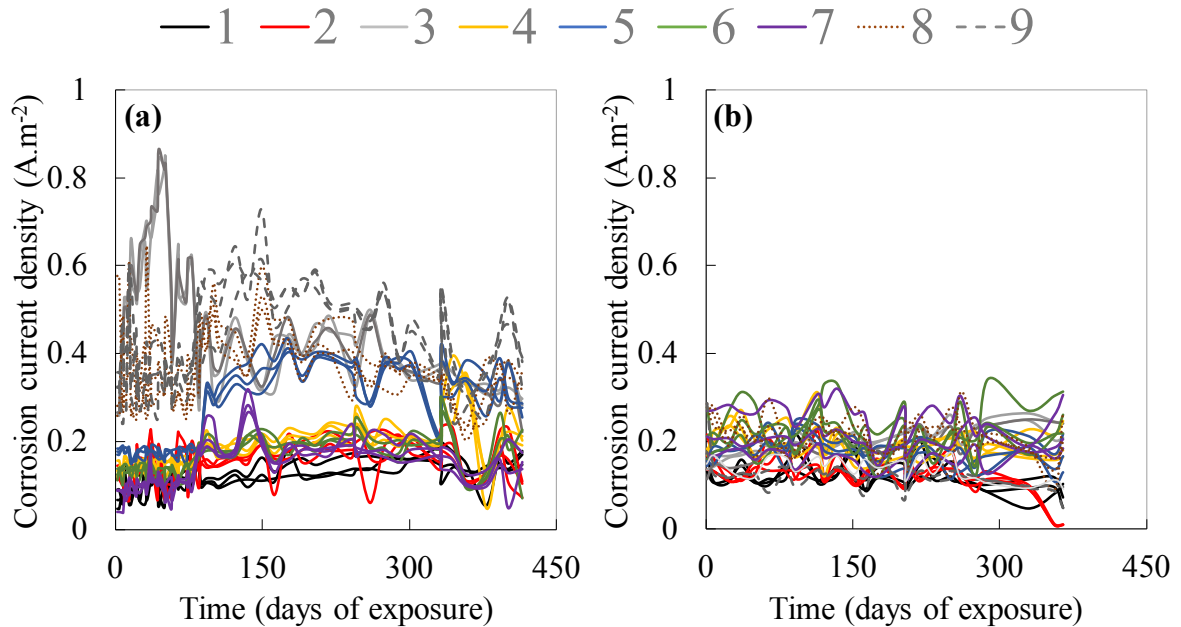 1 2 3 4 5 6 7 8 9
(a)
Corrosion current density (A.m-2)
1
0.8
0.6
0.4
0.2
0
0 150 300 450
Time (days of exposure)
(b)
Corrosion current density (A.m-2)
1
0.8
0.6
0.4
0.2
0
0 150 300 450
Time (days of exposure)